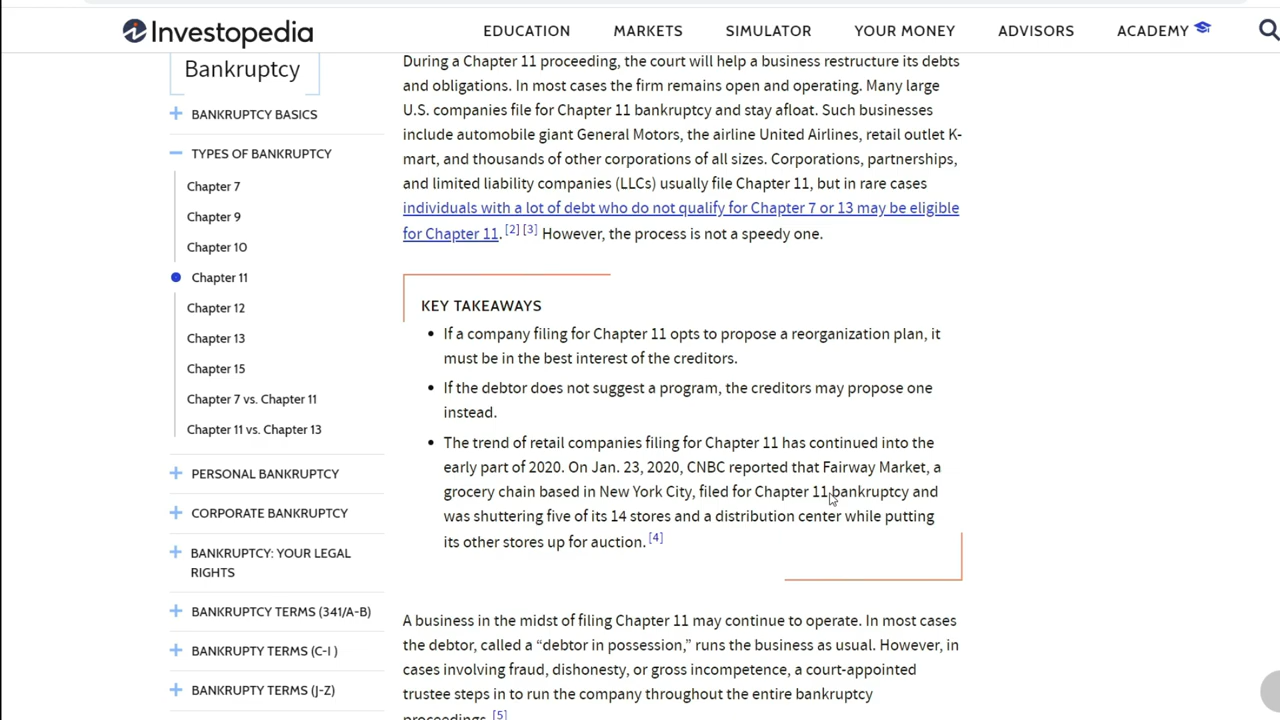 Investopedia
EDUCATION
MARKETS
SIMULATOR
YOUR MONEY
ADVISORS
ACADEMY
Bankruptcy
BANKRUPTCY BASICS
TYPES OF BANKRUPTCY
Chapter 7
Chapter 9
Chapter 10
Chapter 11
Chapter 12
Chapter 13
Chapter 15
Chapter 7 vs. Chapter 11
Chapter 11 vs. Chapter 13
PERSONAL BANKRUPTCY
CORPORATE BANKRUPTCY
BANKRUPTCY: YOUR LEGAL
RIGHTS
BANKRUPTCY TERMS (341/A-B)
BANKRUPTY TERMS (C-I )
BANKRUPTY TERMS (J-Z)
During a Chapter 11 proceeding, the court will help a business restructure its debts
and obligations. In most cases the firm remains open and operating. Many large
U.S. companies file for Chapter 11 bankruptcy and stay afloat. Such businesses
include automobile giant General Motors, the airline United Airlines, retail outlet K-
mart, and thousands of other corporations of all sizes. Corporations, partnerships,
and limited liability companies (LLCs) usually file Chapter 11, but in rare cases
individuals with a lot of debt who do not qualify for Chapter 7 or 13 may be eligible
for Chapter 11. [2] [3] However, the process is not a speedy one.
KEY TAKEAWAYS
• If a company filing for Chapter 11 opts to propose a reorganization plan, it
must be in the best interest of the creditors.
• If the debtor does not suggest a program, the creditors may propose one
instead.
• The trend of retail companies filing for Chapter 11 has continued into the
early part of 2020. On Jan. 23, 2020, CNBC reported that Fairway Market, a
grocery chain based in New York City, filed for Chapter 11 bankruptcy and
was shuttering five of its 14 stores and a distribution center while putting
its other stores up for auction. [4]
A business in the midst of filing Chapter 11 may continue to operate. In most cases
the debtor, called a “debtor in possession,” runs the business as usual. However, in
cases involving fraud, dishonesty, or gross incompetence, a court-appointed
trustee steps in to run the company throughout the entire bankruptcy
proceedings. [5]